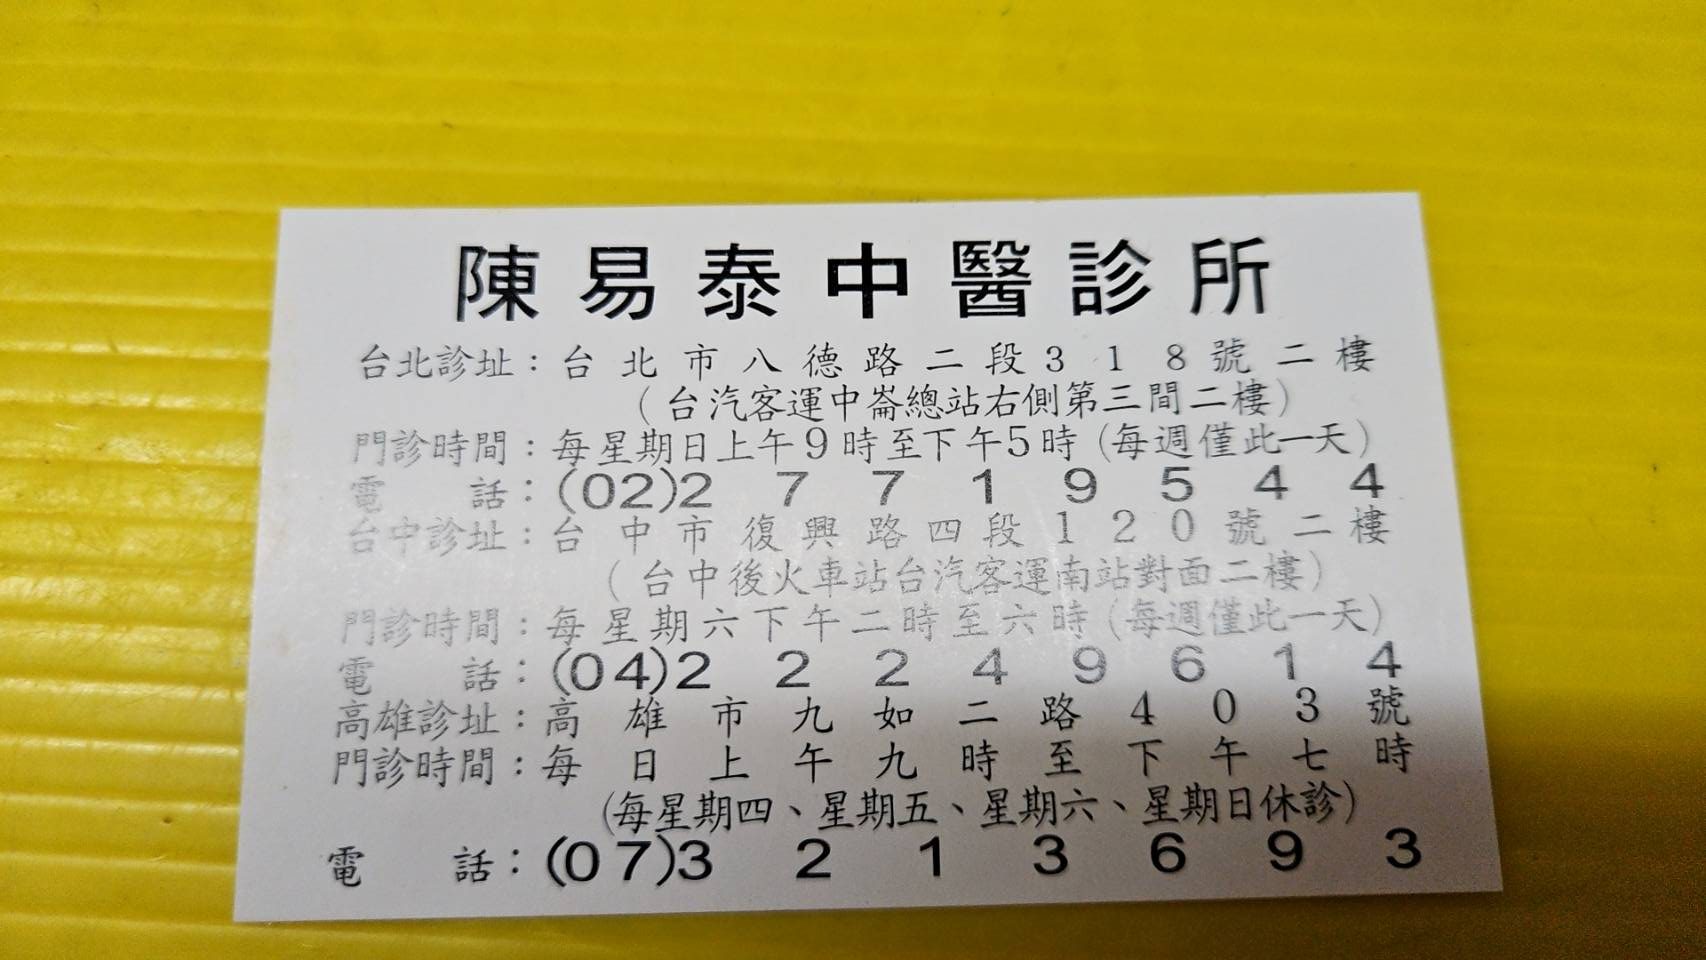 陳易泰中醫診所
台北診址：台北市八德路二段318號二樓
（台汽客運中崙總站右側第三間二樓）
門診時間：每星期日上午9時至下午5時（每週僅此一天）
電話：(02)27719544
台中診址：台中市復興路四段120號二樓
（台中後火車站台汽客運南站對面二樓）
門診時間：每星期六下午二時至六時（每週僅此一天）
電話：(04)22249614
高雄診址：高雄市九如二路403號
門診時間：每日上午九時至下午七時
(每星期四、星期五、星期六、星期日休診)
電話：(07)3213693